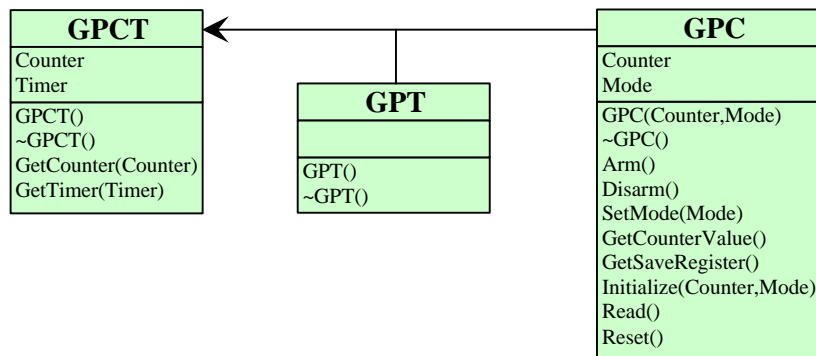 GPCT
Counter
Timer
GPCT()
~GPCT()
GetCounter(Counter)
GetTimer(Timer)
GPT
GPT()
~GPT()
GPC
Counter
Mode
GPC(Counter,Mode)
~GPC()
Arm()
Disarm()
SetMode(Mode)
GetCounterValue()
GetSaveRegister()
Initialize(Counter,Mode)
Read()
Reset()